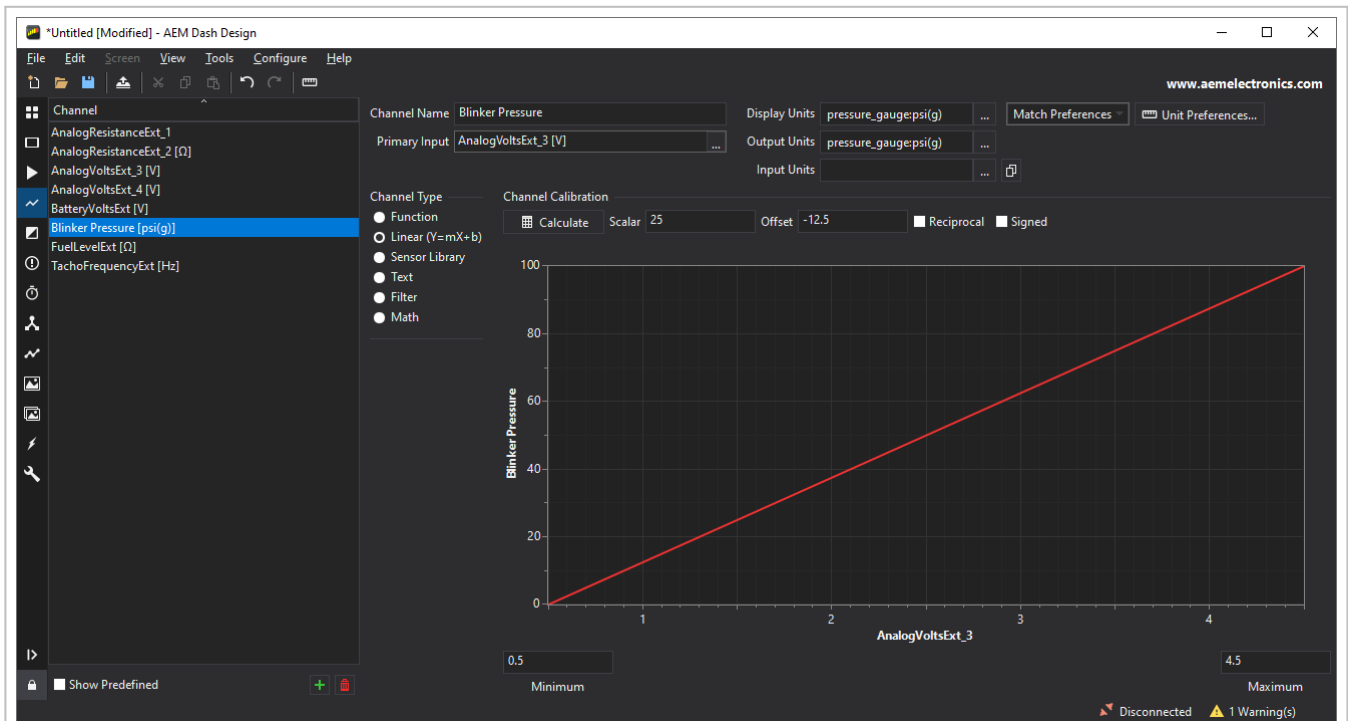 *Untitled [Modified] - AEM Dash Design
File Edit Screen View Tools Configure Help
www.aemelectronics.com
Channel
AnalogResistanceExt_1
AnalogResistanceExt_2 [Ω]
AnalogVoltsExt_3 [V]
AnalogVoltsExt_4 [V]
BatteryVoltsExt [V]
Blinker Pressure [psi(g)]
FuelLevelExt [Ω]
TachoFrequencyExt [Hz]
Show Predefined
Channel Name Blinker Pressure
Primary Input AnalogVoltsExt_3 [V] ...
Display Units pressure_gauge:psi(g) ... Match Preferences Unit Preferences...
Output Units pressure_gauge:psi(g) ...
Input Units ...
Channel Type
Function
Linear (Y=mX+b)
Sensor Library
Text
Filter
Math
Channel Calibration
Calculate Scalar 25 Offset -12.5 Reciprocal Signed
100
80
60
40
20
0
Blinker Pressure
1 2 3 4
AnalogVoltsExt_3
0.5 4.5
Minimum Maximum
Disconnected 1 Warning(s)